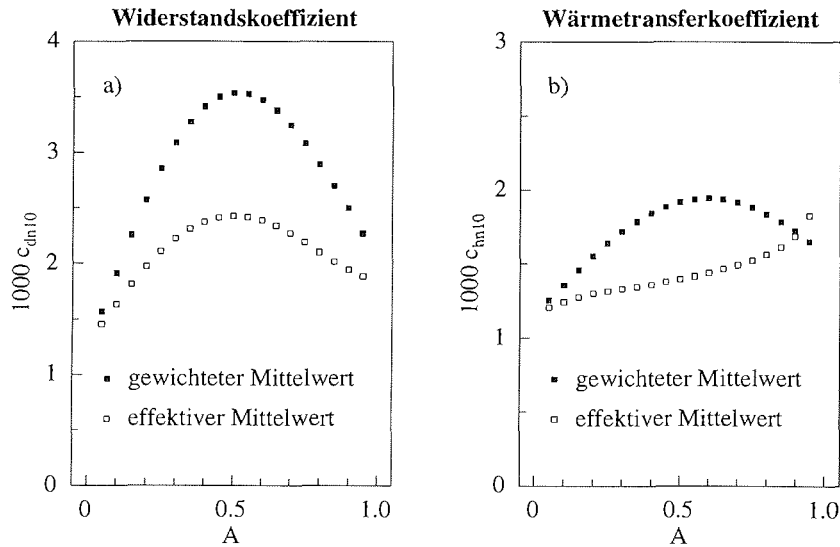 Widerstandskoeffizient
a)
4
3
2
1
0
1000 c_dn10
gewichteter Mittelwert
effektiver Mittelwert
0 0.5 1.0
A
Wärmetransferkoeffizient
b)
3
2
1
0
1000 c_hn10
gewichteter Mittelwert
effektiver Mittelwert
0 0.5 1.0
A